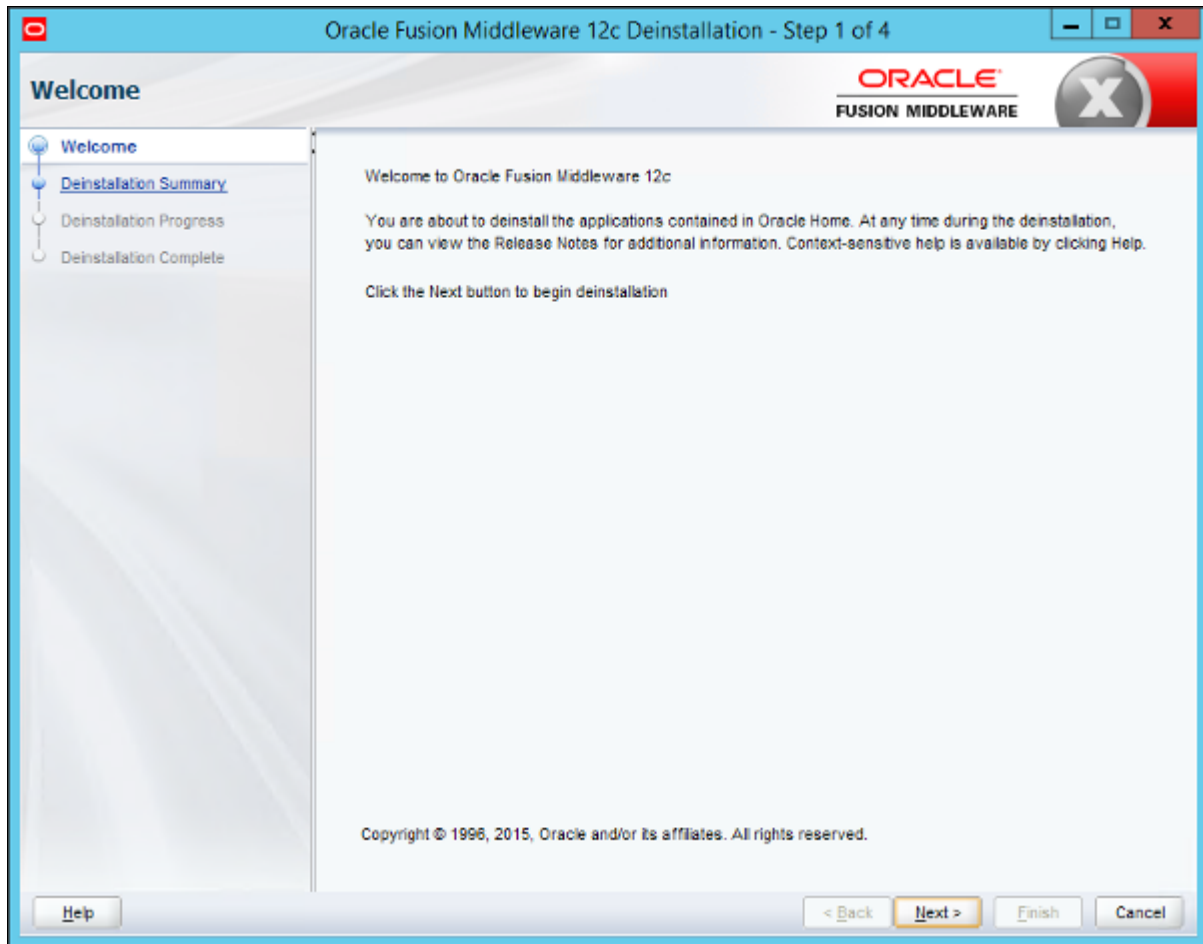 Oracle Fusion Middleware 12c Deinstallation - Step 1 of 4
Welcome
ORACLE
FUSION MIDDLEWARE
Welcome
Deinstallation Summary
Deinstallation Progress
Deinstallation Complete
Welcome to Oracle Fusion Middleware 12c
You are about to deinstall the applications contained in Oracle Home. At any time during the deinstallation,
you can view the Release Notes for additional information. Context-sensitive help is available by clicking Help.
Click the Next button to begin deinstallation
Copyright © 1996, 2015, Oracle and/or its affiliates. All rights reserved.
Help
< Back
Next >
Finish
Cancel